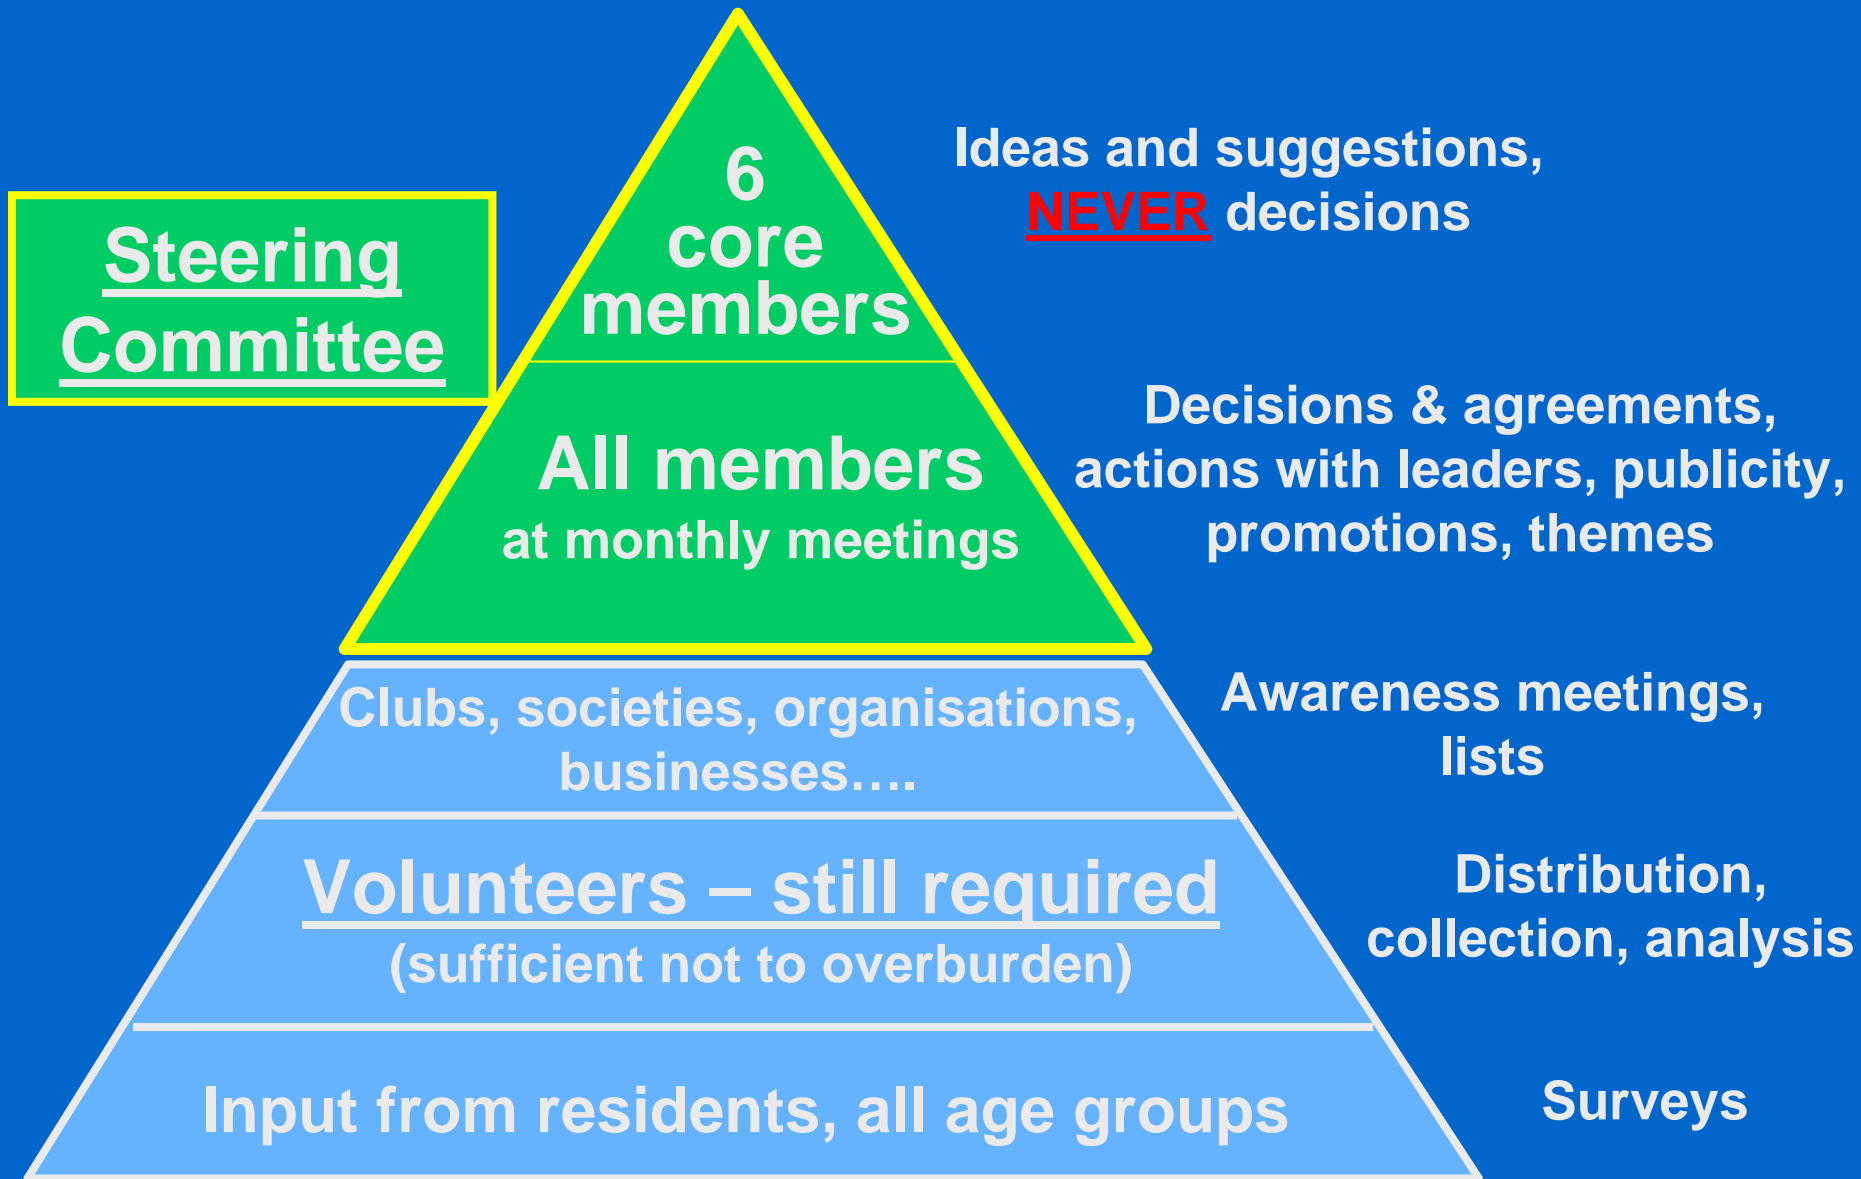 Steering
Committee
6
core
members
Ideas and suggestions,
NEVER decisions
All members
at monthly meetings
Decisions & agreements,
actions with leaders, publicity,
promotions, themes
Clubs, societies, organisations,
businesses….
Awareness meetings,
lists
Volunteers – still required
(sufficient not to overburden)
Distribution,
collection, analysis
Input from residents, all age groups
Surveys